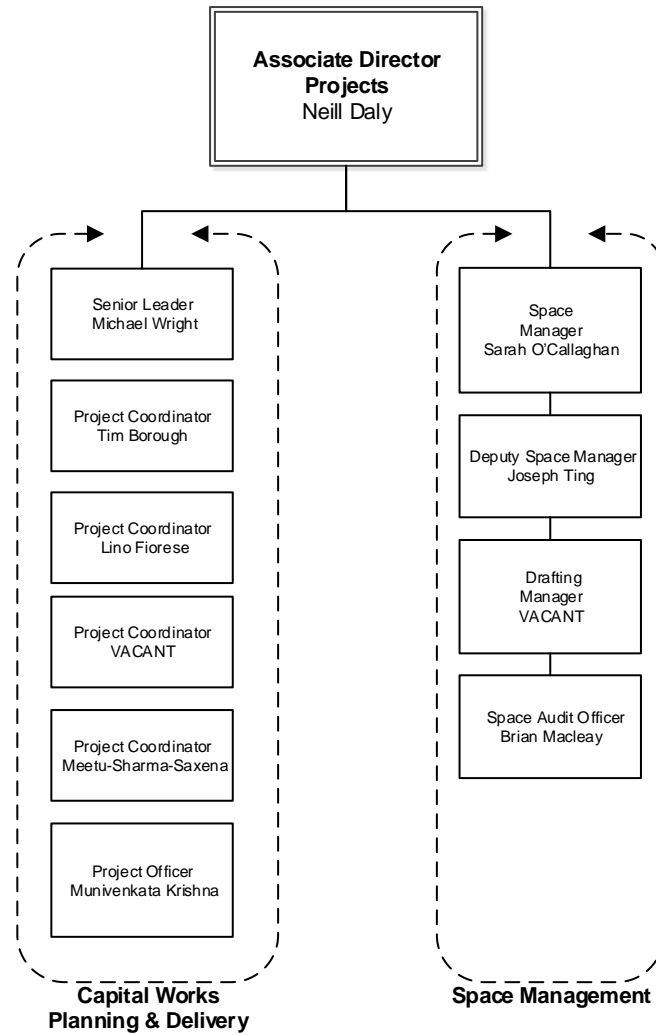 Associate Director
Projects
Neill Daly
Senior Leader
Michael Wright
Project Coordinator
Tim Borough
Project Coordinator
Lino Fiorese
Project Coordinator
VACANT
Project Coordinator
Meetu-Sharma-Saxena
Project Officer
Munivenkata Krishna
Capital Works
Planning & Delivery
Space
Manager
Sarah O'Callaghan
Deputy Space Manager
Joseph Ting
Drafting
Manager
VACANT
Space Audit Officer
Brian Macleay
Space Management